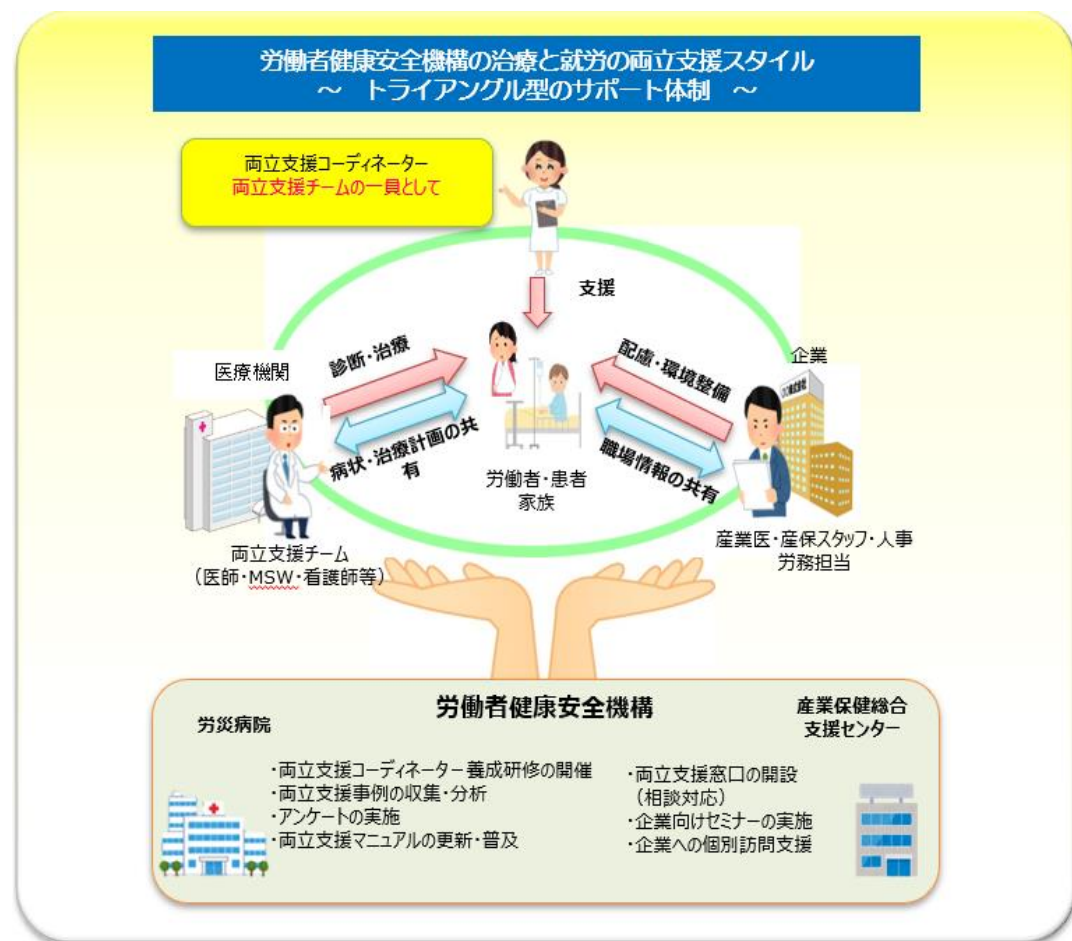 労働者健康安全機構の治療と就労の両立支援スタイル
～　トライアングル型のサポート体制　～
両立支援コーディネーター
両立支援チームの一員として
支援
医療機関
診断・治療
病状・治療計画の共
有
労働者・患者
家族
配慮・環境整備
職場情報の共有
企業
〇〇株式会社
両立支援チーム
（医師・MSW・看護師等）
産業医・産保スタッフ・人事
労務担当
労働者健康安全機構
労災病院
・両立支援コーディネーター養成研修の開催
・両立支援事例の収集・分析
・アンケートの実施
・両立支援マニュアルの更新・普及
産業保健総合
支援センター
・両立支援窓口の開設
（相談対応）
・企業向けセミナーの実施
・企業への個別訪問支援